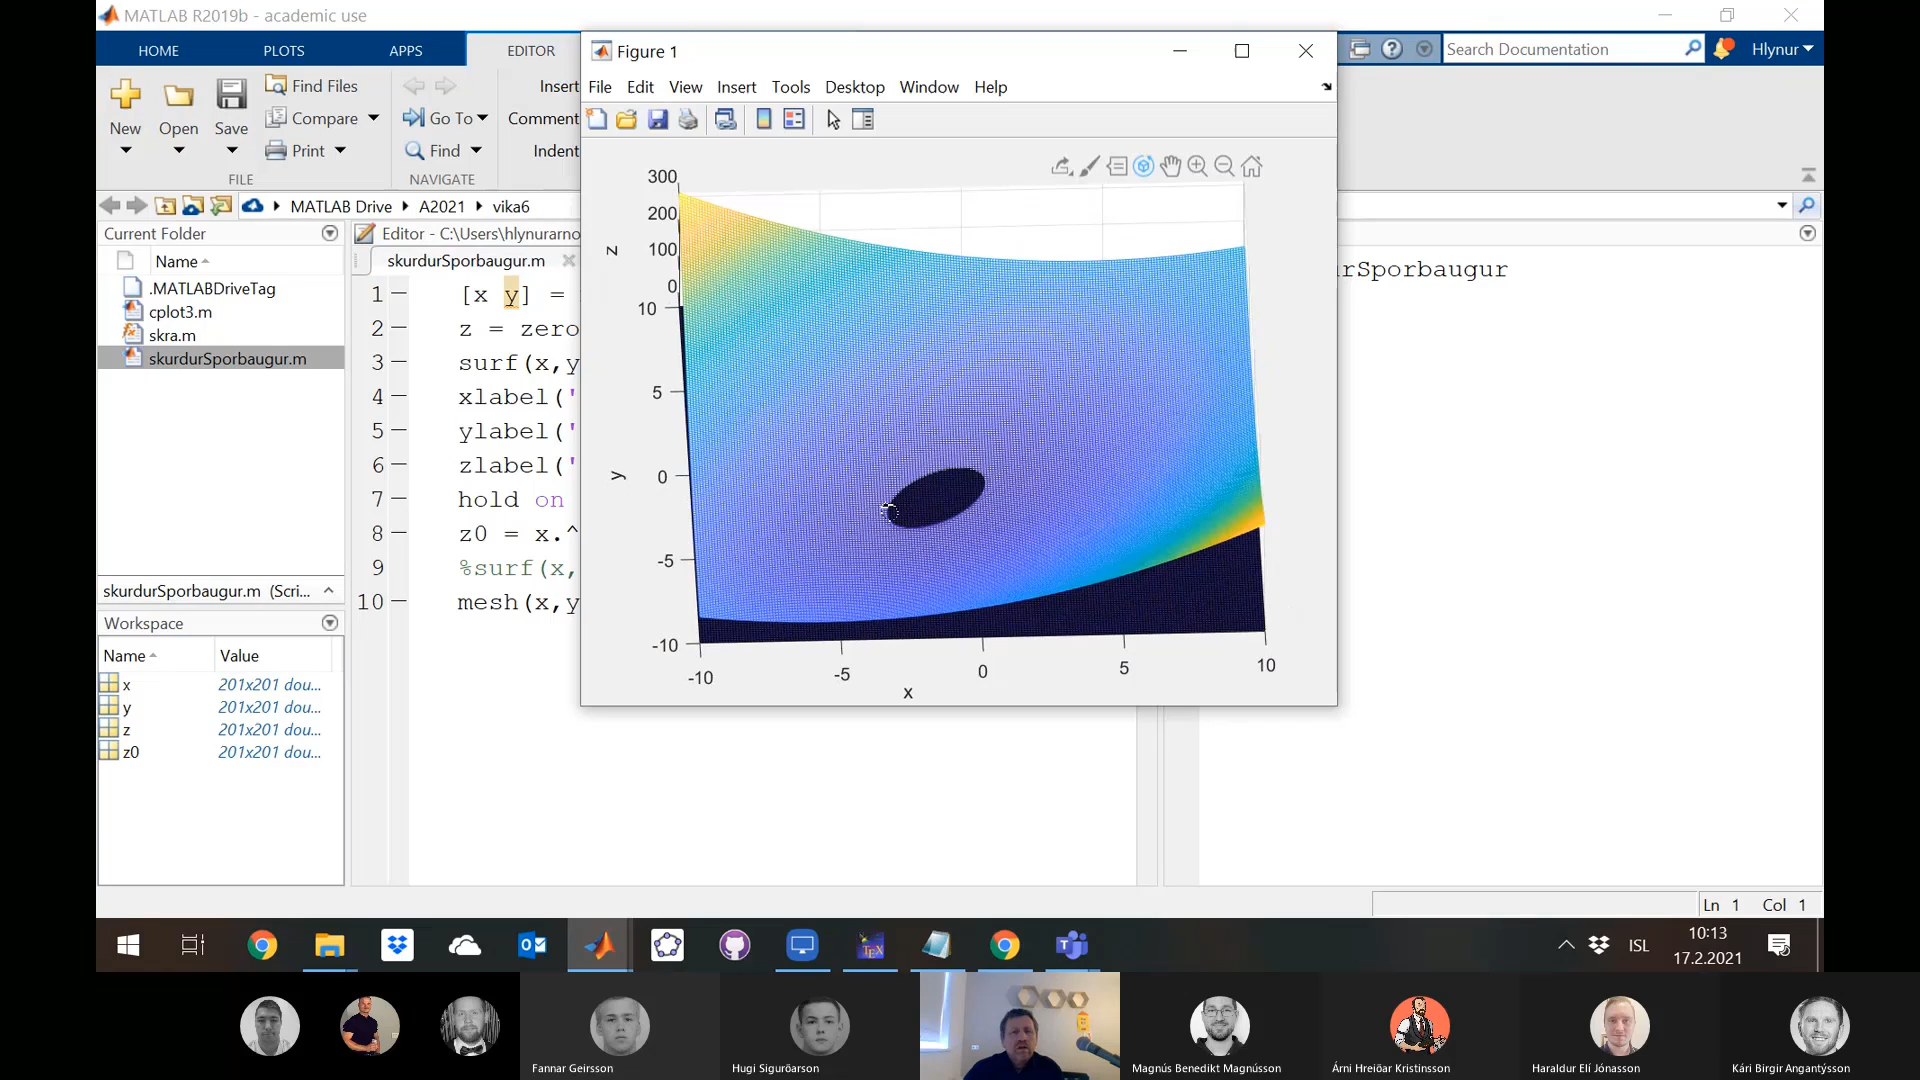 MATLAB R2019b - academic use
HOME PLOTS APPS EDITOR
Search Documentation
Hlynur
New
Open
Save
Find Files
Compare
Print
FILE
Go To
Find
NAVIGATE
Insert
Comment
Indent
MATLAB Drive A2021 vika6
Current Folder
Name
.MATLABDriveTag
cplot3.m
skra.m
skurdurSporbaugur.m
skurdurSporbaugur.m (Scri...
Workspace
Name Value
x 201x201 dou...
y 201x201 dou...
z 201x201 dou...
z0 201x201 dou...
Editor - C:\Users\hlynurarno
skurdurSporbaugur.m
1 [x y] =
2 z = zero
3 surf(x,y
4 xlabel('
5 ylabel('
6 zlabel('
7 hold on
8 z0 = x.^
9 %surf(x,
10 mesh(x,y
Figure 1
File Edit View Insert Tools Desktop Window Help
300
200
100
0
z
10
5
0
-5
-10
y
-10 -5 0 5 10
x
rSporbaugur
Ln 1 Col 1
ISL
10:13
17.2.2021
Fannar Geirsson
Hugi Sigurðarson
Magnús Benedikt Magnússon
Árni Hreiðar Kristinsson
Haraldur Elí Jónasson
Kári Birgir Angantýsson